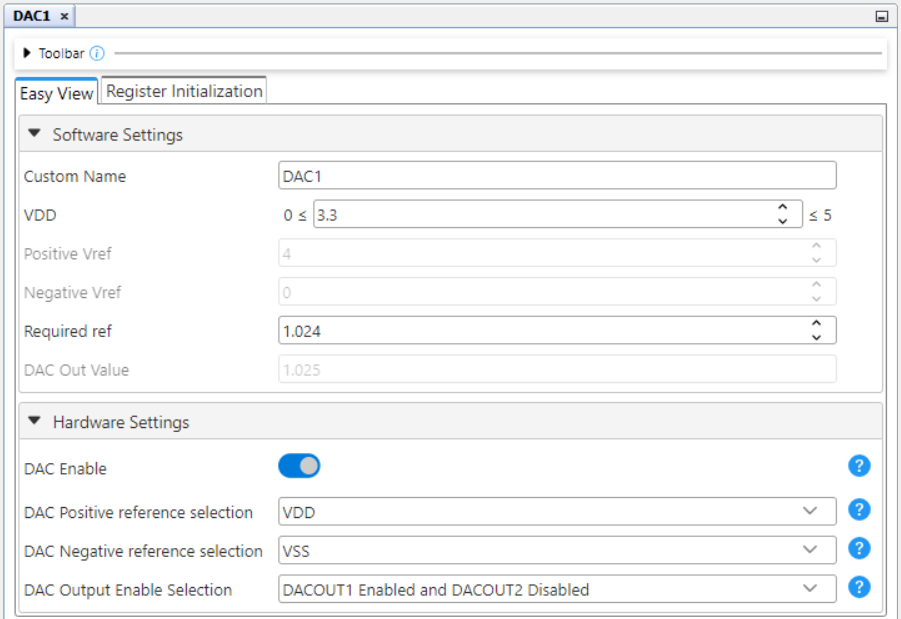 DAC1 ×
Toolbar
Easy View Register Initialization
Software Settings
Custom Name DAC1
VDD 0 ≤ 3.3 ≤ 5
Positive Vref 4
Negative Vref 0
Required ref 1.024
DAC Out Value 1.025
Hardware Settings
DAC Enable ?
DAC Positive reference selection VDD ?
DAC Negative reference selection VSS ?
DAC Output Enable Selection DACOUT1 Enabled and DACOUT2 Disabled ?